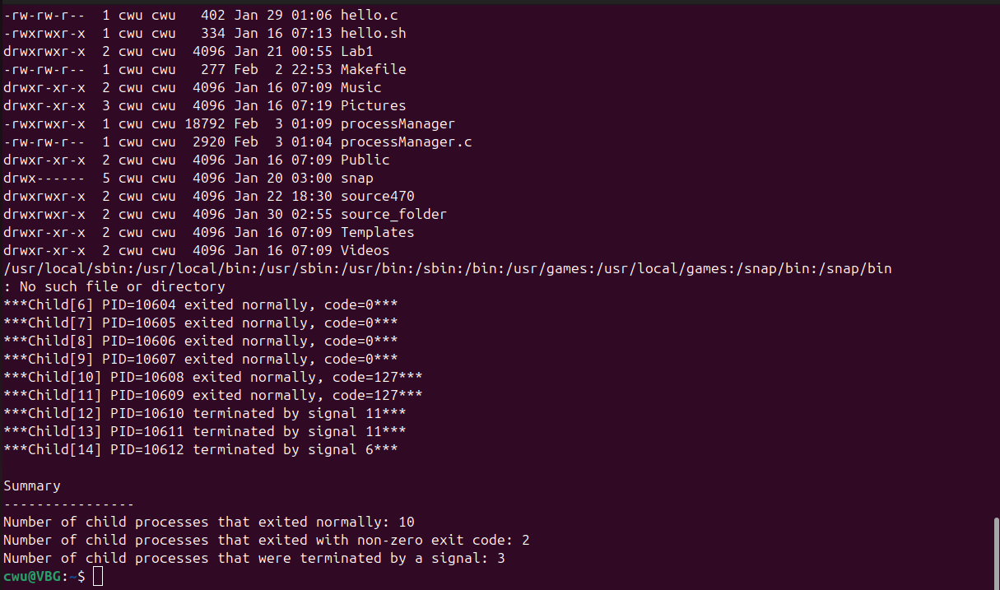 -rw-rw-r--  1 cwu cwu   402 Jan 29 01:06 hello.c
-rwxrwxr-x  1 cwu cwu   334 Jan 16 07:13 hello.sh
drwxrwxr-x  2 cwu cwu  4096 Jan 21 00:55 Lab1
-rw-rw-r--  1 cwu cwu   277 Feb  2 22:53 Makefile
drwxr-xr-x  2 cwu cwu  4096 Jan 16 07:09 Music
drwxr-xr-x  3 cwu cwu  4096 Jan 16 07:19 Pictures
-rwxrwxr-x  1 cwu cwu 18792 Feb  3 01:09 processManager
-rw-rw-r--  1 cwu cwu  2920 Feb  3 01:04 processManager.c
drwxr-xr-x  2 cwu cwu  4096 Jan 16 07:09 Public
drwx------  5 cwu cwu  4096 Jan 20 03:00 snap
drwxrwxr-x  2 cwu cwu  4096 Jan 22 18:30 source470
drwxrwxr-x  2 cwu cwu  4096 Jan 30 02:55 source_folder
drwxr-xr-x  2 cwu cwu  4096 Jan 16 07:09 Templates
drwxr-xr-x  2 cwu cwu  4096 Jan 16 07:09 Videos
/usr/local/sbin:/usr/local/bin:/usr/sbin:/usr/bin:/sbin:/bin:/usr/games:/usr/local/games:/snap/bin:/snap/bin
: No such file or directory
***Child[6] PID=10604 exited normally, code=0***
***Child[7] PID=10605 exited normally, code=0***
***Child[8] PID=10606 exited normally, code=0***
***Child[9] PID=10607 exited normally, code=0***
***Child[10] PID=10608 exited normally, code=127***
***Child[11] PID=10609 exited normally, code=127***
***Child[12] PID=10610 terminated by signal 11***
***Child[13] PID=10611 terminated by signal 11***
***Child[14] PID=10612 terminated by signal 6***

Summary
----------------
Number of child processes that exited normally: 10
Number of child processes that exited with non-zero exit code: 2
Number of child processes that were terminated by a signal: 3
cwu@VBG:~$